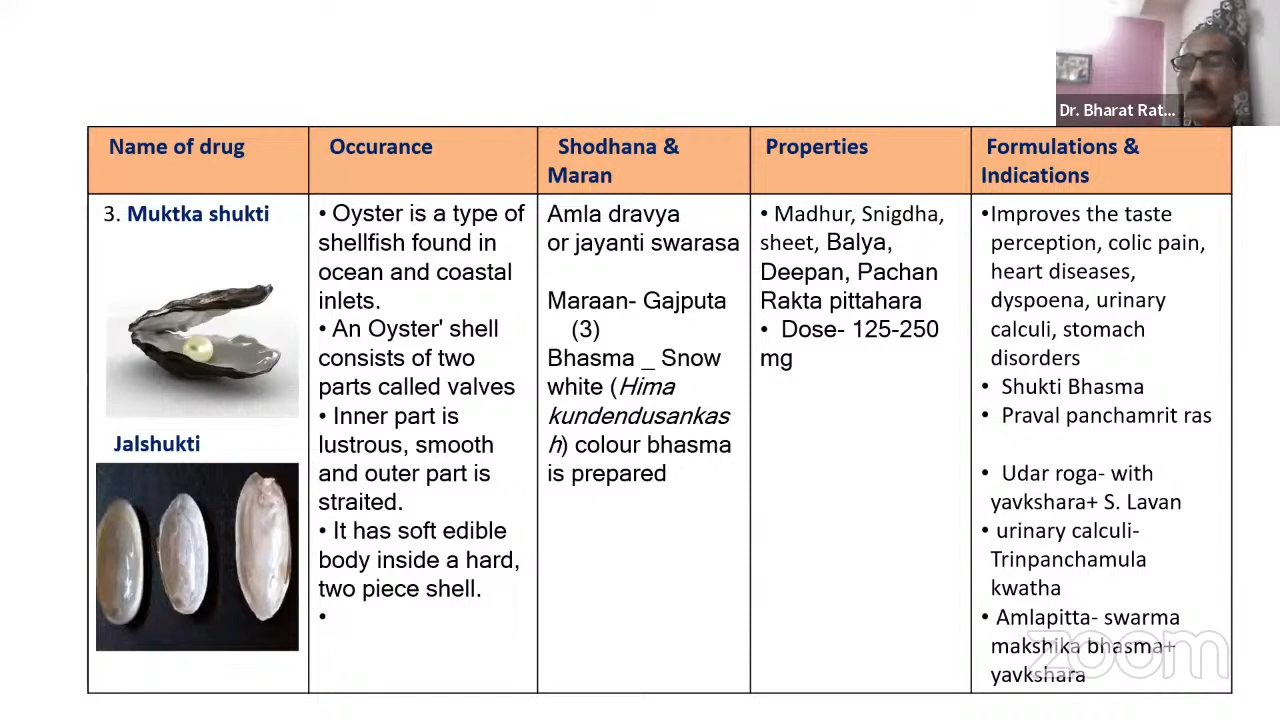 Dr. Bharat Rat...
Name of drug
Occurance
Shodhana &
Maran
Properties
Formulations &
Indications
3. Muktka shukti
Jalshukti
• Oyster is a type of
shellfish found in
ocean and coastal
inlets.
• An Oyster' shell
consists of two
parts called valves
• Inner part is
lustrous, smooth
and outer part is
straited.
• It has soft edible
body inside a hard,
two piece shell.
•
Amla dravya
or jayanti swarasa
Maraan- Gajputa
(3)
Bhasma _ Snow
white (Hima
kundendusankas
h) colour bhasma
is prepared
• Madhur, Snigdha,
sheet, Balya,
Deepan, Pachan
Rakta pittahara
• Dose- 125-250
mg
•Improves the taste
perception, colic pain,
heart diseases,
dyspoena, urinary
calculi, stomach
disorders
• Shukti Bhasma
• Praval panchamrit ras
• Udar roga- with
yavkshara+ S. Lavan
• urinary calculi-
Trinpanchamula
kwatha
• Amlapitta- swarma
makshika bhasma+
yavkshara
zoom